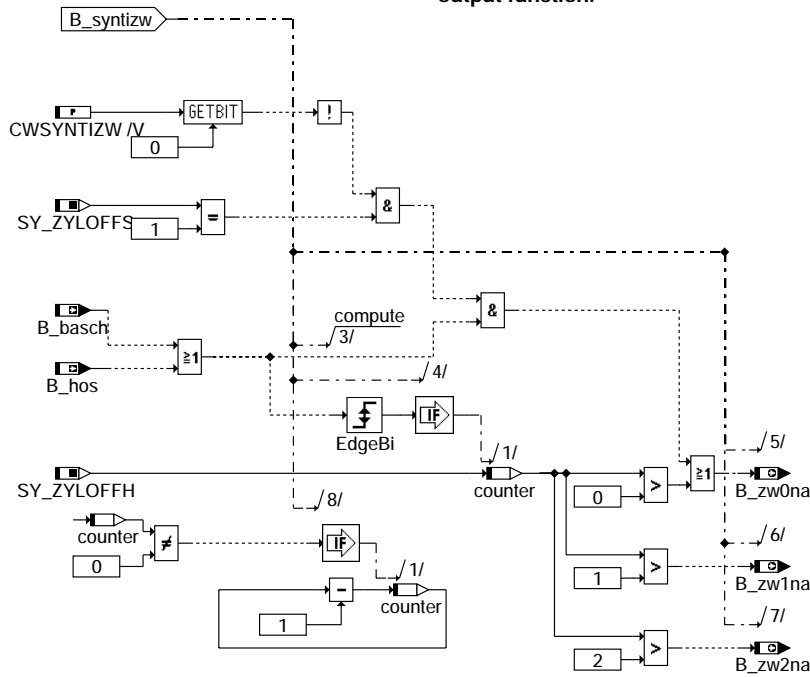 B_syntizw
P
GETBIT
!
CWSYNTIZW /V
0
&
SY_ZYLOFFS
1
=
&
compute
3/
B_basch
≥1
4/
B_hos
IF
EdgeBi
1/
5/
SY_ZYLOFFH
counter
0
>
≥1
B_zw0na
8/
counter
0
≠
IF
6/
1
>
B_zw1na
1/
-
counter
1
7/
2
>
B_zw2na